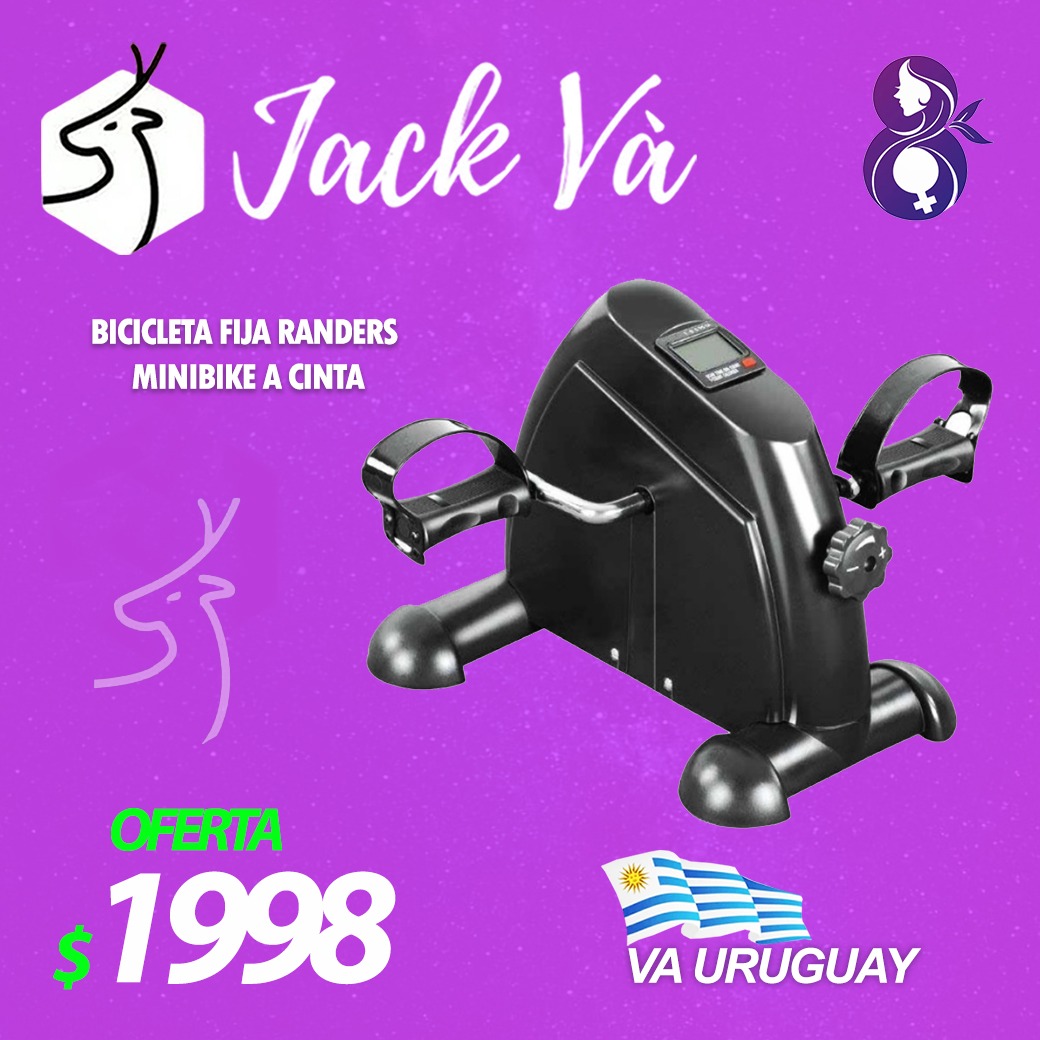 Jack Và
BICICLETA FIJA RANDERS
MINIBIKE A CINTA
OFERTA
$ 1998
VA URUGUAY